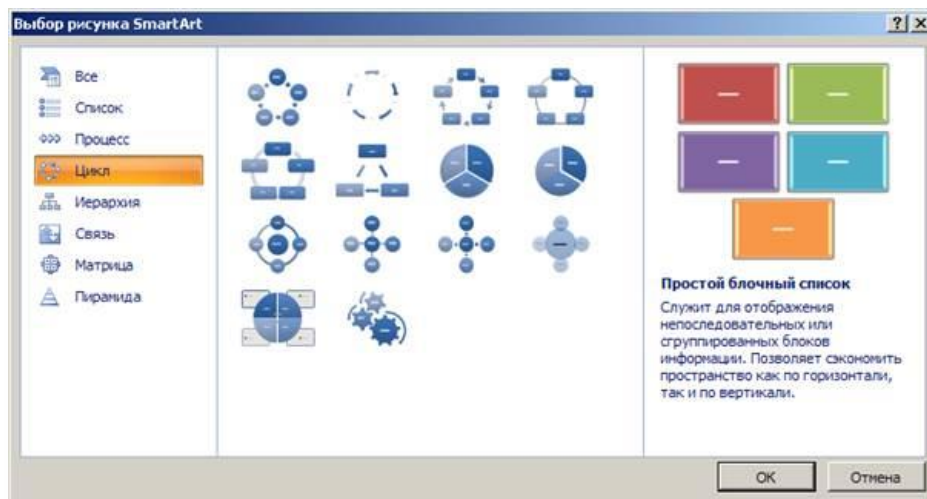 Выбор рисунка SmartArt
Все
Список
Процесс
Цикл
Иерархия
Связь
Матрица
Пирамида
Простой блочный список
Служит для отображения
непоследовательных или
сгруппированных блоков
информации. Позволяет сэкономить
пространство как по горизонтали,
так и по вертикали.
ОК
Отмена